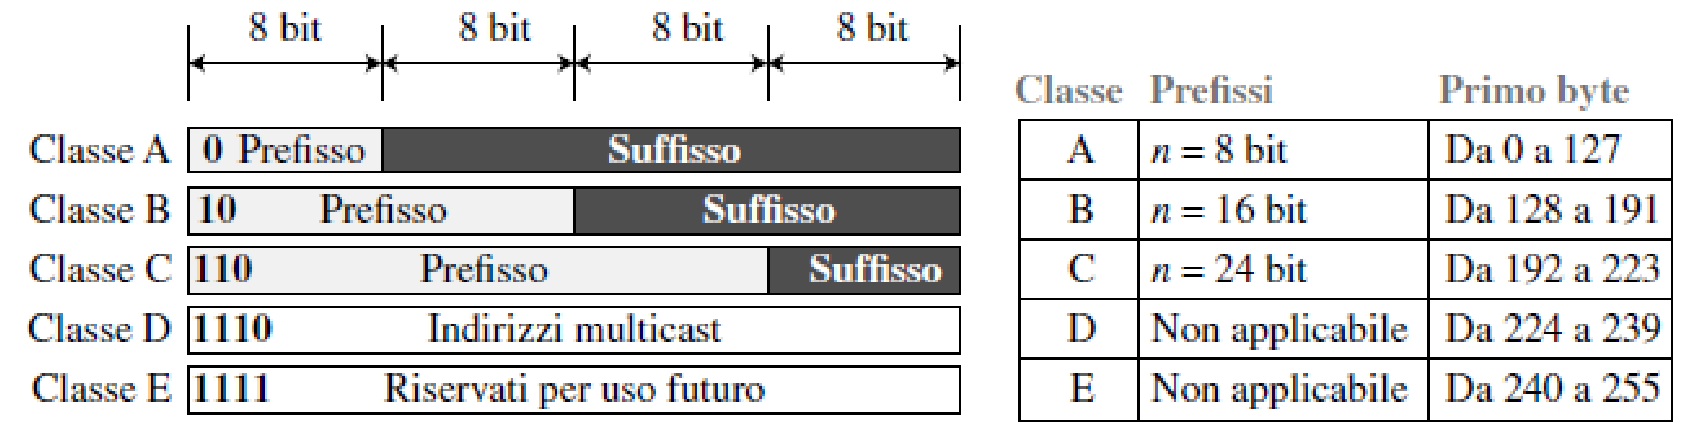 8 bit 8 bit 8 bit 8 bit
Classe A 0 Prefisso Suffisso
Classe B 10 Prefisso Suffisso
Classe C 110 Prefisso Suffisso
Classe D 1110 Indirizzi multicast
Classe E 1111 Riservati per uso futuro
Classe Prefissi Primo byte
A n = 8 bit Da 0 a 127
B n = 16 bit Da 128 a 191
C n = 24 bit Da 192 a 223
D Non applicabile Da 224 a 239
E Non applicabile Da 240 a 255